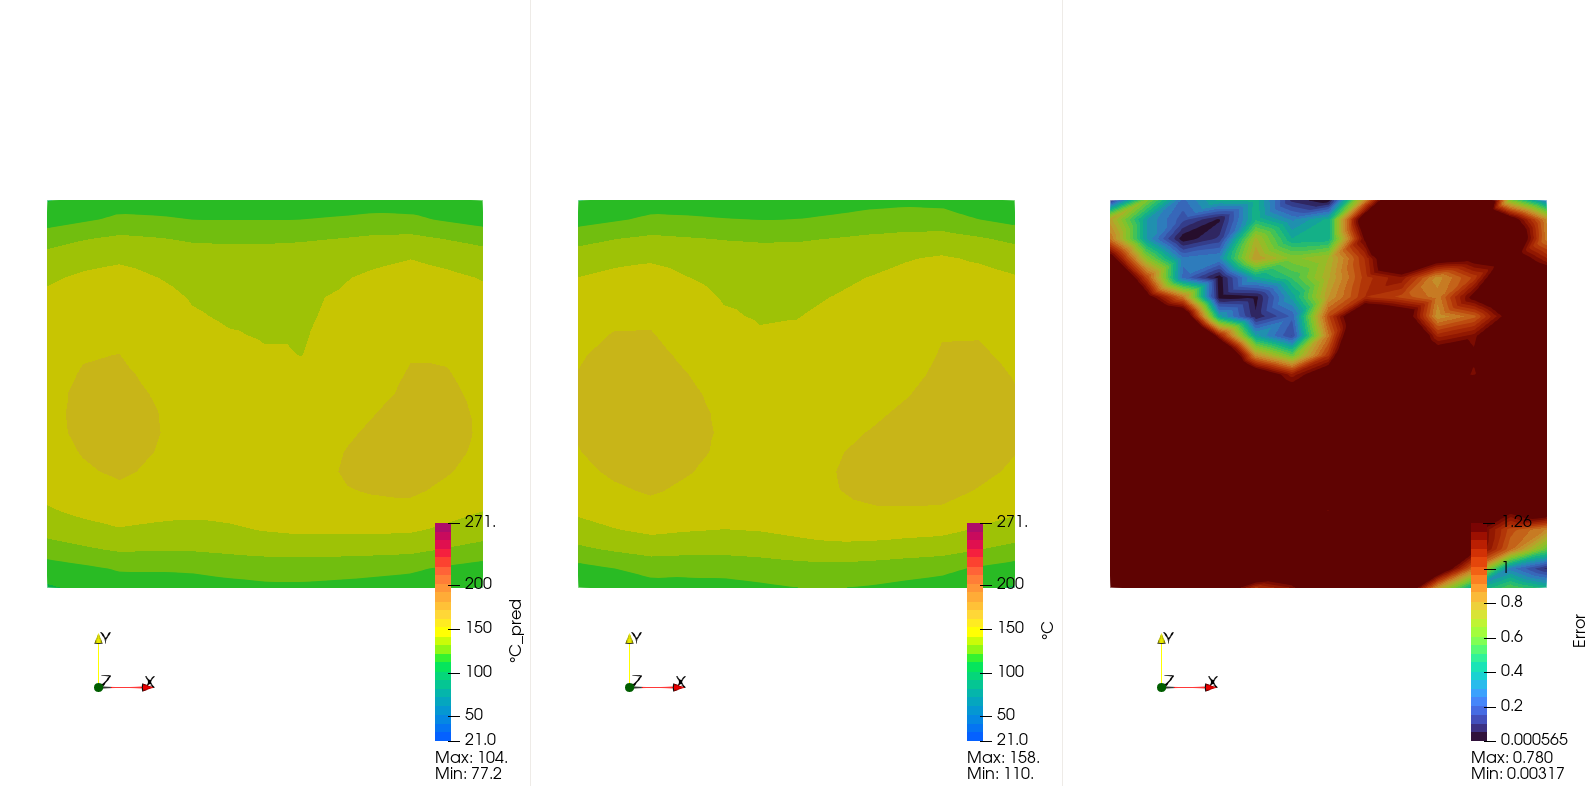 271.
200
150
100
50
21.0
°C_pred
Max: 104.
Min: 77.2
Y
Z
X
271.
200
150
100
50
21.0
°C
Max: 158.
Min: 110.
Y
Z
X
1.26
1
0.8
0.6
0.4
0.2
0.000565
Error
Max: 0.780
Min: 0.00317
Y
Z
X